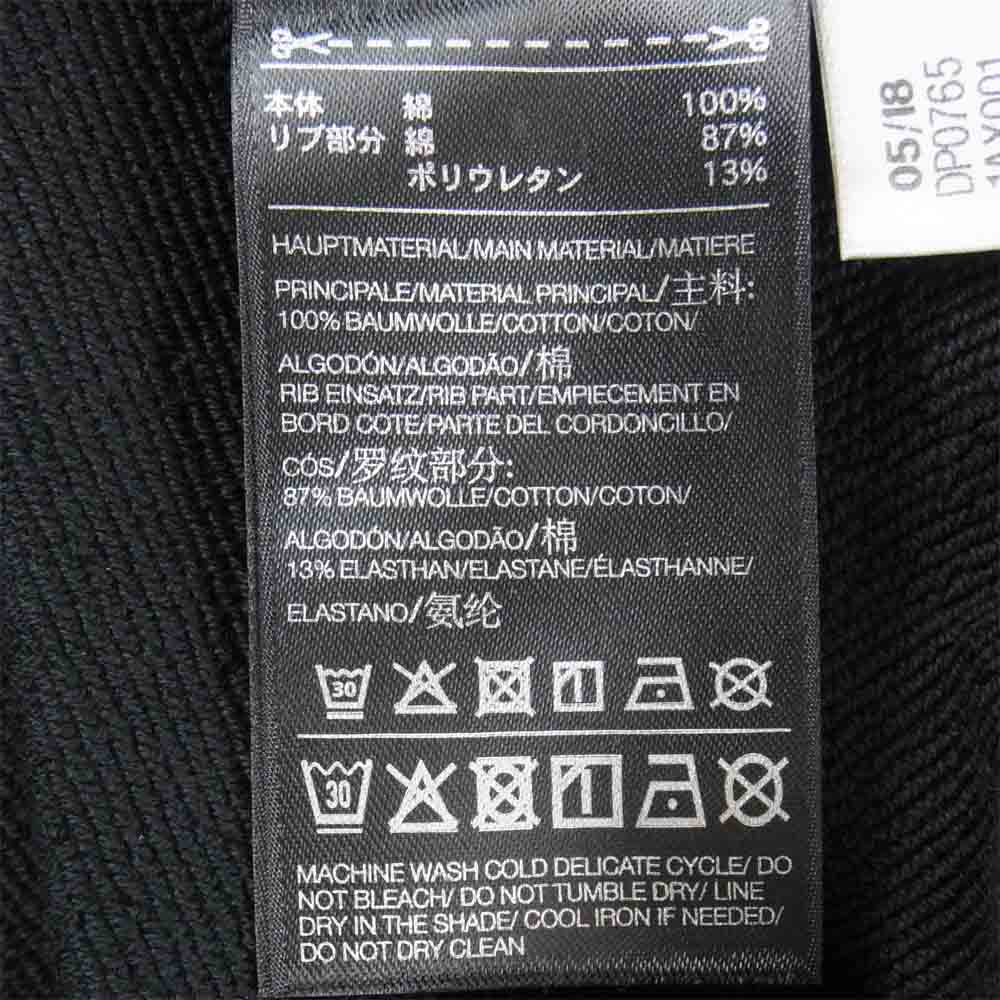 本体 綿 100%
リブ部分 綿 87%
ポリウレタン 13%
HAUPTMATERIAL/MAIN MATERIAL/MATIERE
PRINCIPALE/MATERIAL PRINCIPAL/主料:
100% BAUMWOLLE/COTTON/COTON/
ALGODÓN/ALGODÃO/棉
RIB EINSATZ/RIB PART/EMPIECEMENT EN
BORD COTE/PARTE DEL CORDONCILLO/
CÓS/罗纹部分:
87% BAUMWOLLE/COTTON/COTON/
ALGODÓN/ALGODÃO/棉
13% ELASTHAN/ELASTANE/ÉLASTHANNE/
ELASTANO/氨纶
30
30
MACHINE WASH COLD DELICATE CYCLE/ DO
NOT BLEACH/ DO NOT TUMBLE DRY/ LINE
DRY IN THE SHADE/ COOL IRON IF NEEDED/
DO NOT DRY CLEAN
05/18
DP0765
1AX001